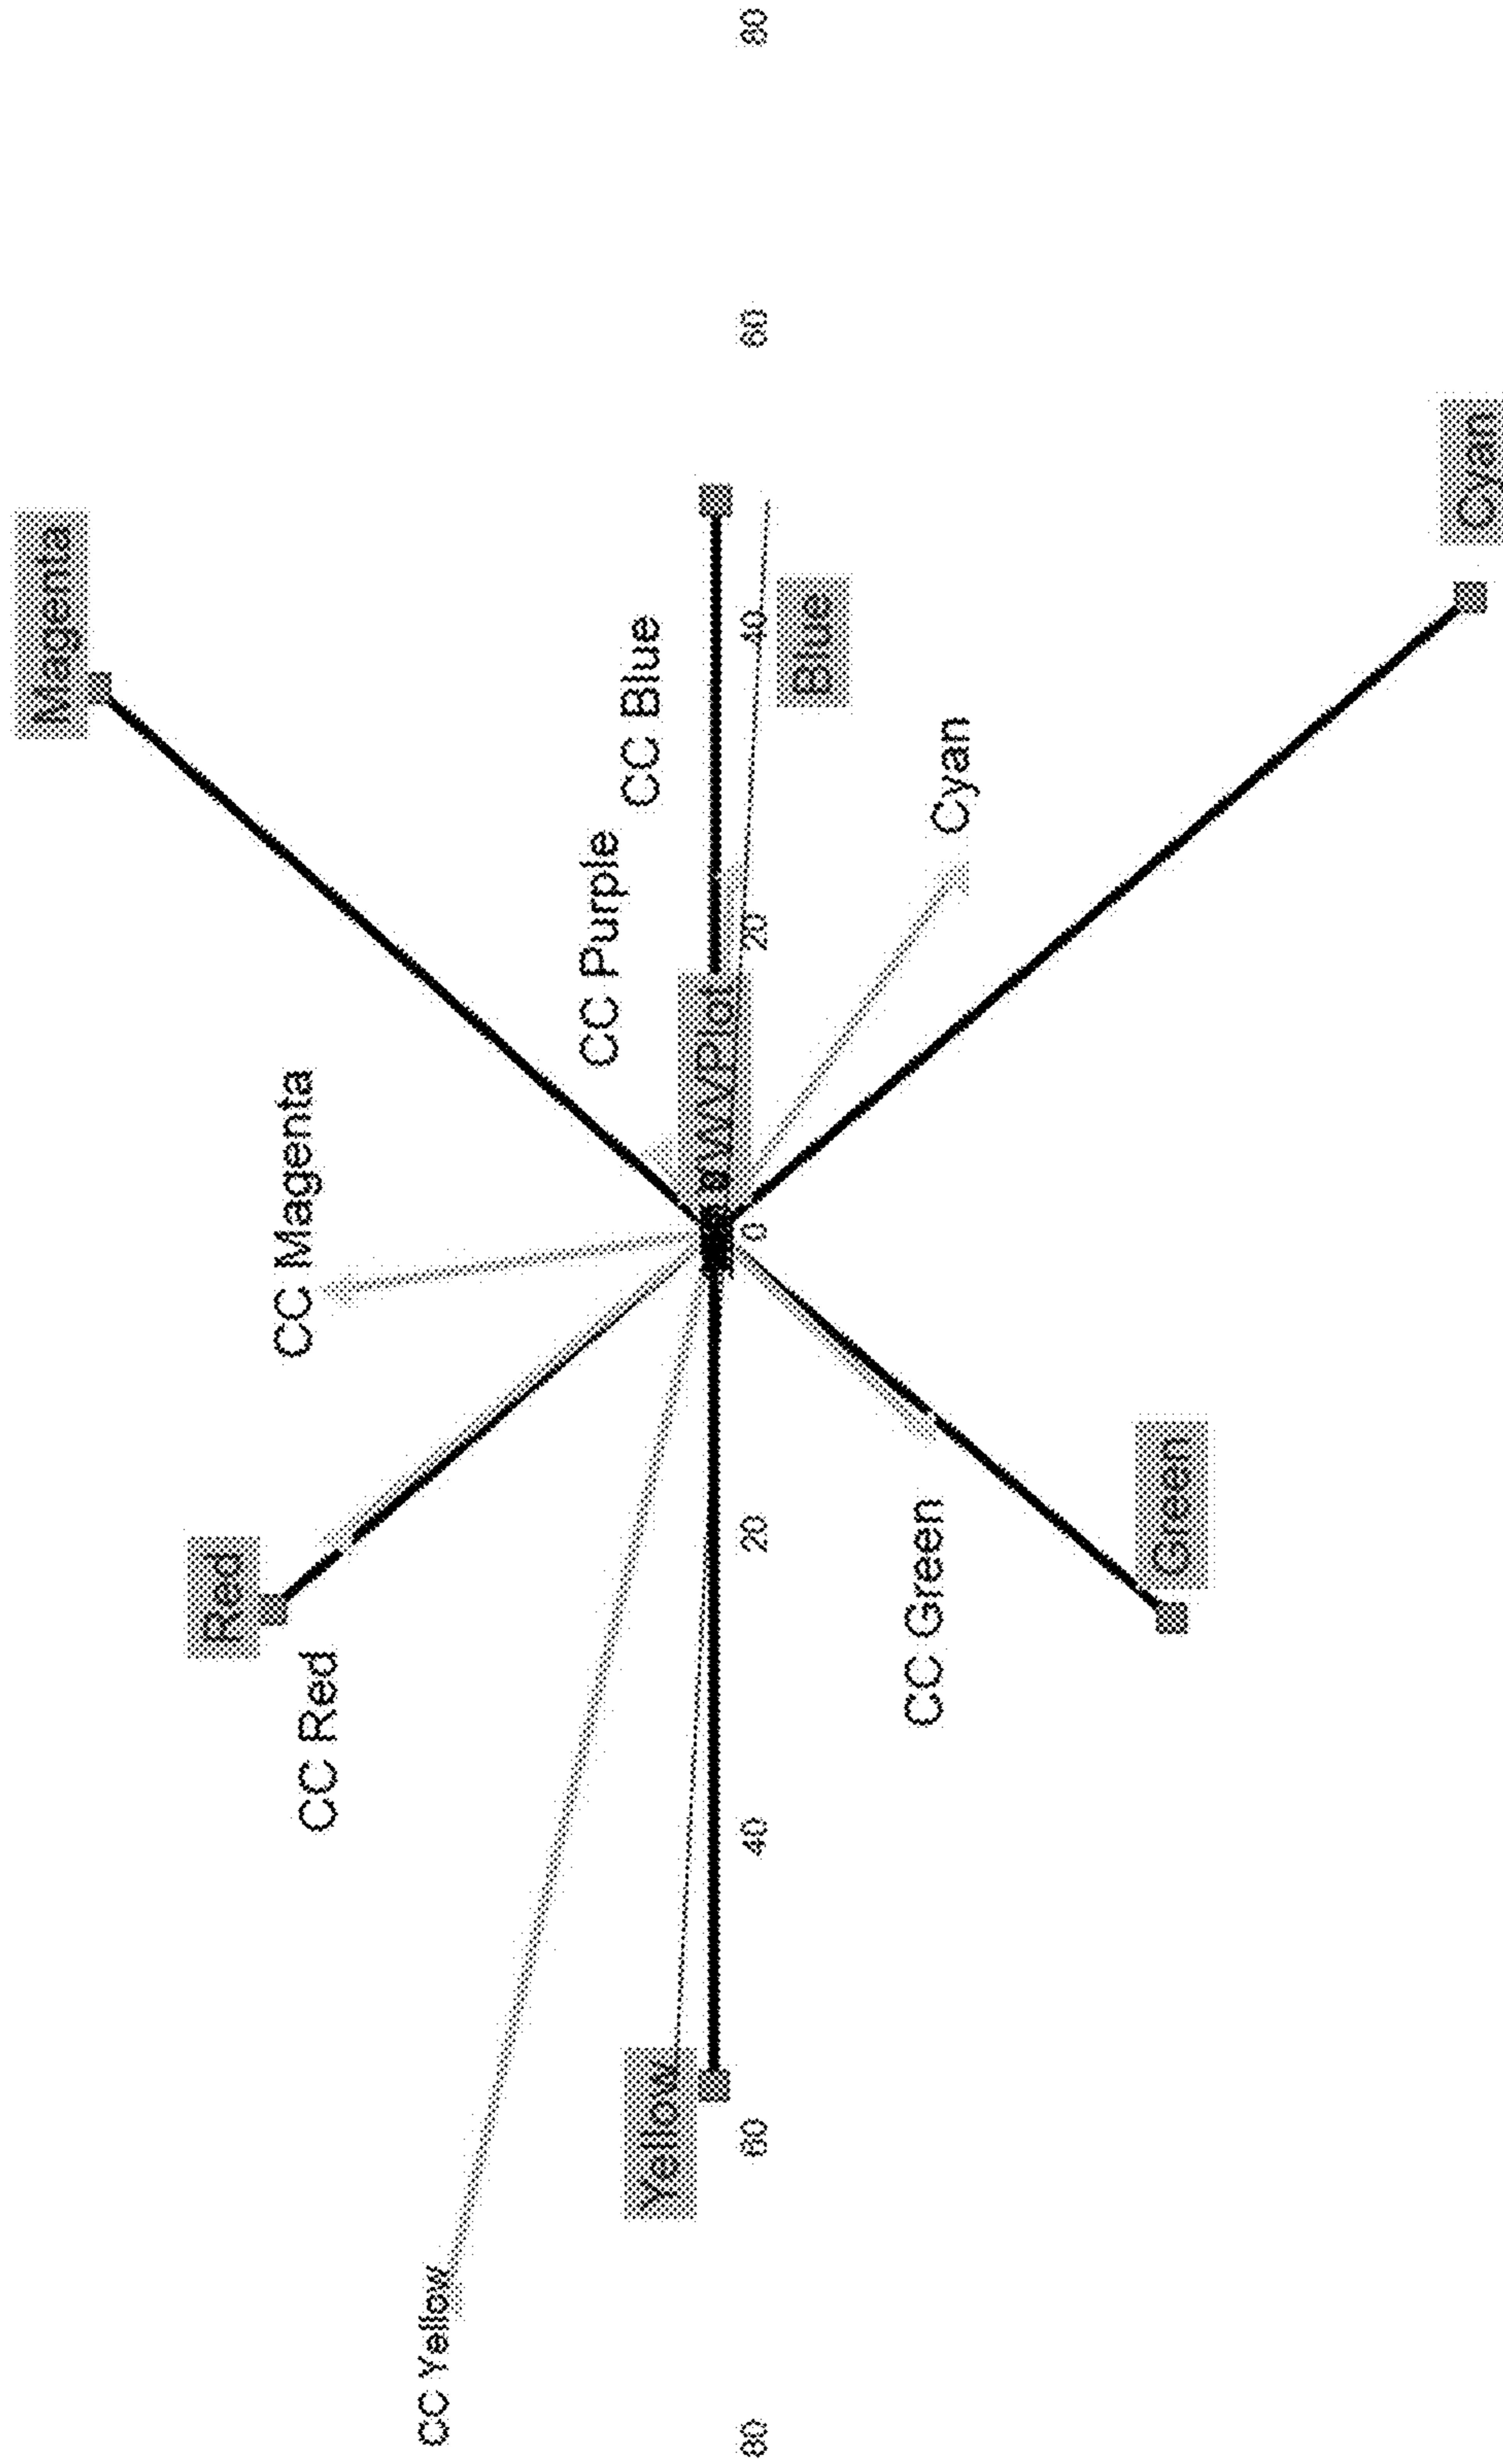 Magenta
Red
CC Magenta
CC Red
CC Yellow
CC Purple
CC Blue
Yellow
80
60
40
20
0
20
40
60
80
Blue
CC Green
Cyan
Green
Cyan